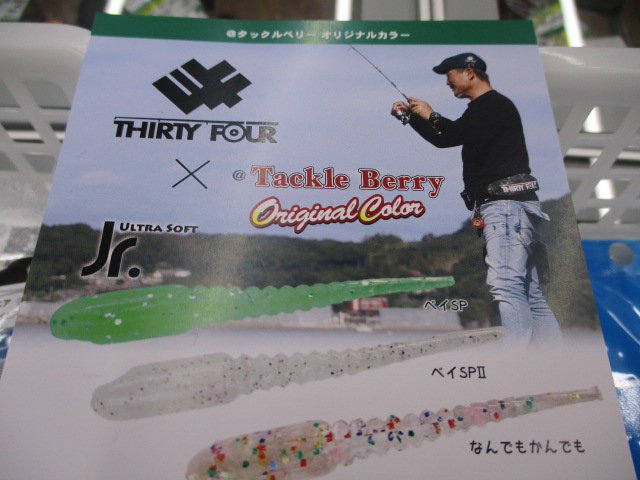 @タックルベリー オリジナルカラー
THIRTY FOUR
×
@ Tackle Berry
Original Color
THIRTY FOUR
ULTRA SOFT
Jr.
ベイSP
ベイSPⅡ
なんでもかんでも